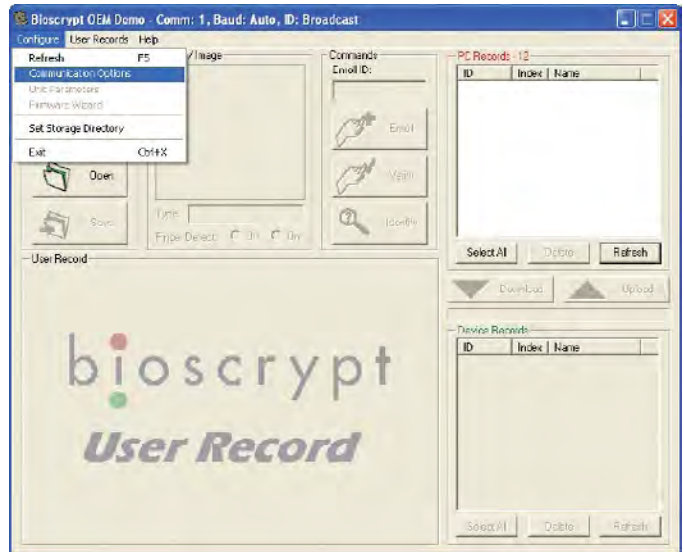 Bioscrypt OEM Demo - Comm: 1, Baud: Auto, ID: Broadcast
Configure User Records Help
Refresh F5
Communication Options
Unit Parameters
Firmware Wizard
Set Storage Directory
Exit Ctrl+X
/Image
Open
Save
Type:
Finger Detect:
Commands
Enroll ID:
Enroll
Verify
Identify
PC Records - 12
ID Index Name
Select All Delete Refresh
Download Upload
User Record
bioscrypt
User Record
Device Records
ID Index Name
Select All Delete Refresh